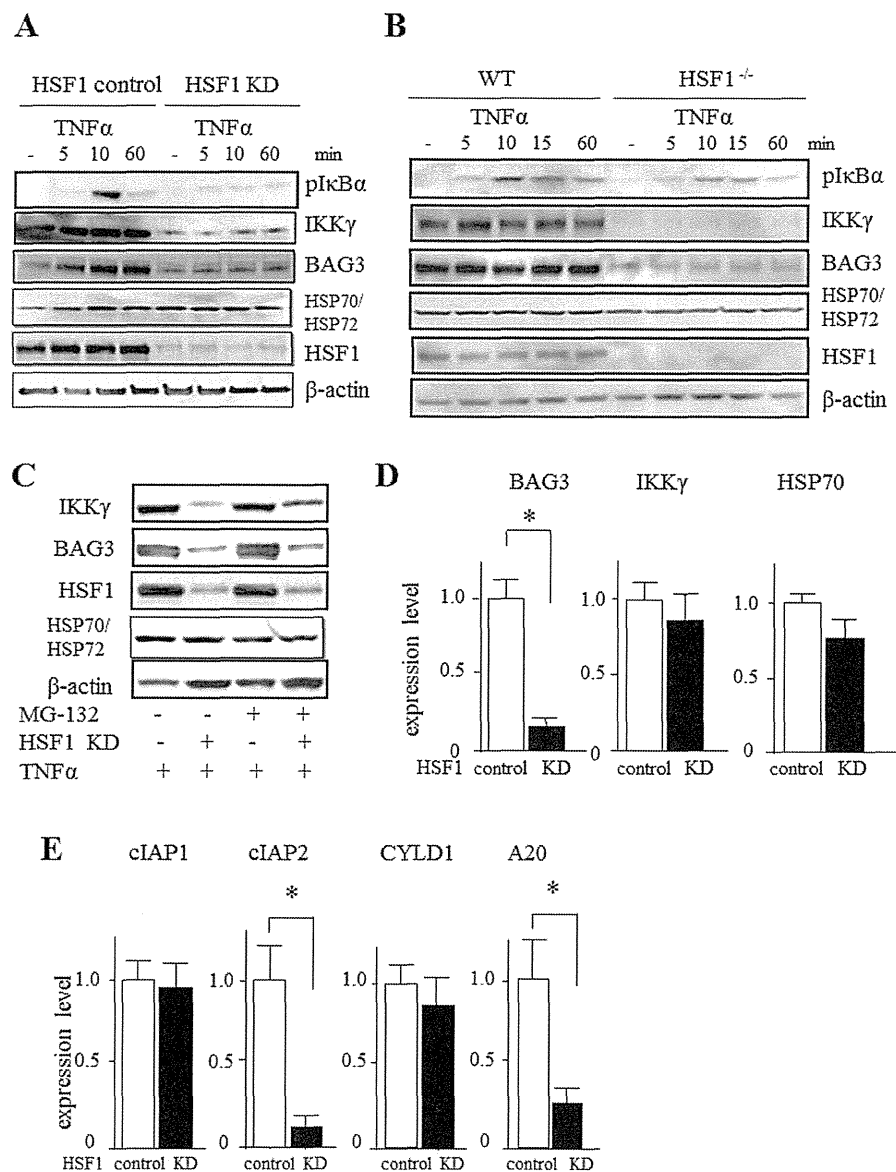 A
HSF1 control HSF1 KD
TNFα TNFα
- 5 10 60 - 5 10 60 min
pIκBα
IKKγ
BAG3
HSP70/
HSP72
HSF1
β-actin
B
WT HSF1 -/-
TNFα TNFα
- 5 10 15 60 - 5 10 15 60 min
pIκBα
IKKγ
BAG3
HSP70/
HSP72
HSF1
β-actin
C
IKKγ
BAG3
HSF1
HSP70/
HSP72
β-actin
MG-132 - - + +
HSF1 KD - + - +
TNFα + + + +
D
BAG3 IKKγ HSP70
*
expression level
1.0 1.0 1.0
0.5 0.5 0.5
0 0 0
HSF1 control KD control KD control KD
E
cIAP1 cIAP2 CYLD1 A20
* *
expression level
1.0 1.0 1.0 1.0
0.5 0.5 0.5 0.5
0 0 0 0
HSF1 control KD control KD control KD control KD